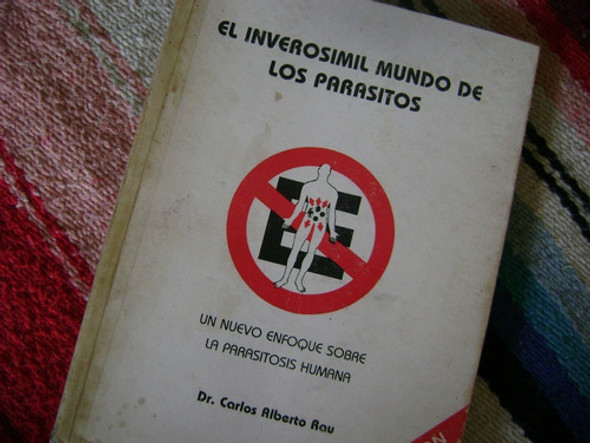 EL INVEROSIMIL MUNDO DE
LOS PARASITOS
E
UN NUEVO ENFOQUE SOBRE
LA PARASITOSIS HUMANA
Dr. Carlos Alberto Rau